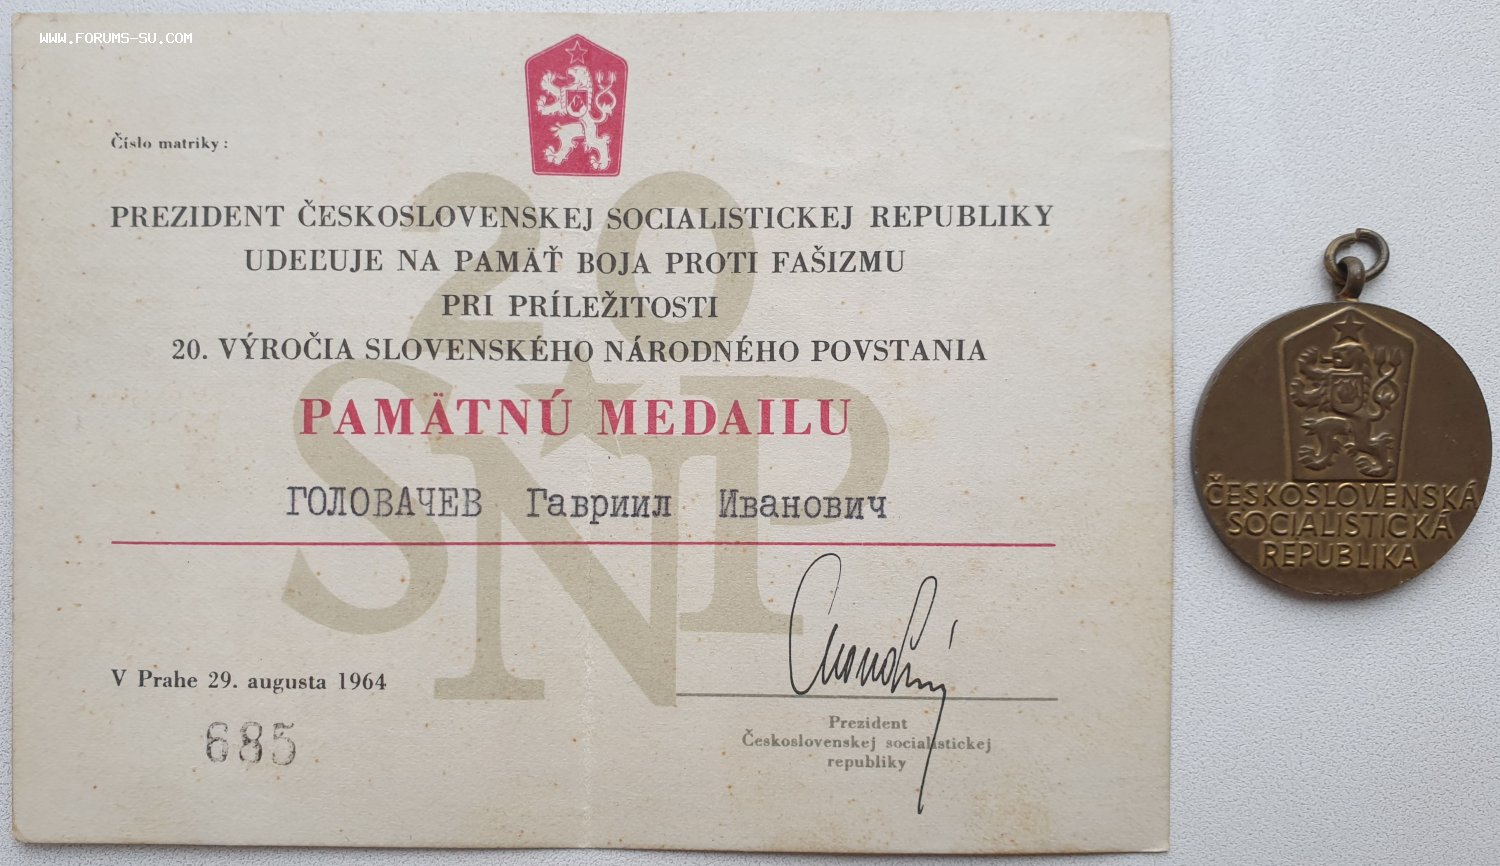 WWW.FORUMS-SU.COM
Číslo matriky:
20
SNP
PREZIDENT ČESKOSLOVENSKEJ SOCIALISTICKEJ REPUBLIKY
UDEĽUJE NA PAMÄŤ BOJA PROTI FAŠIZMU
PRI PRÍLEŽITOSTI
20. VÝROČIA SLOVENSKÉHO NÁRODNÉHO POVSTANIA
PAMÄTNÚ MEDAILU
ГОЛОВАЧЕВ Гавриил Иванович
V Prahe 29. augusta 1964
685
Prezident
Československej socialistickej
republiky
ČESKOSLOVENSKÁ
SOCIALISTICKÁ
REPUBLIKA